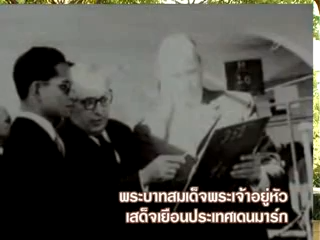 พระบาทสมเด็จพระเจ้าอยู่หัว
เสด็จเยือนประเทศเดนมาร์ก